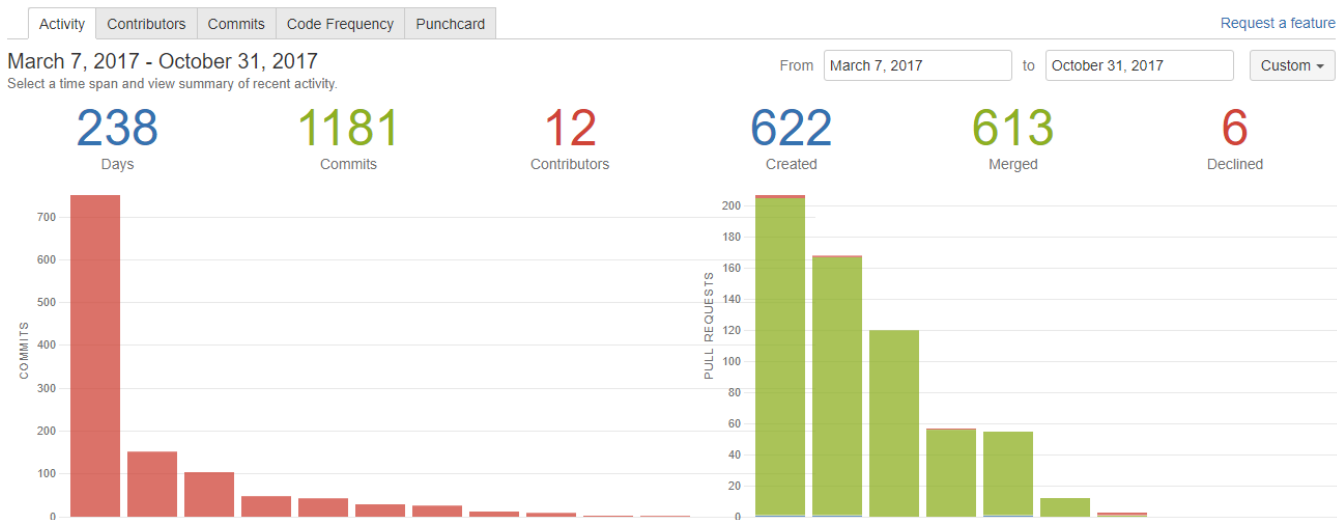 Activity Contributors Commits Code Frequency Punchcard Request a feature
March 7, 2017 - October 31, 2017
From March 7, 2017 to October 31, 2017 Custom
Select a time span and view summary of recent activity.
238 1181 12 622 613 6
Days Commits Contributors Created Merged Declined
COMMITS
700
600
500
400
300
200
100
0
PULL REQUESTS
200
180
160
140
120
100
80
60
40
20
0